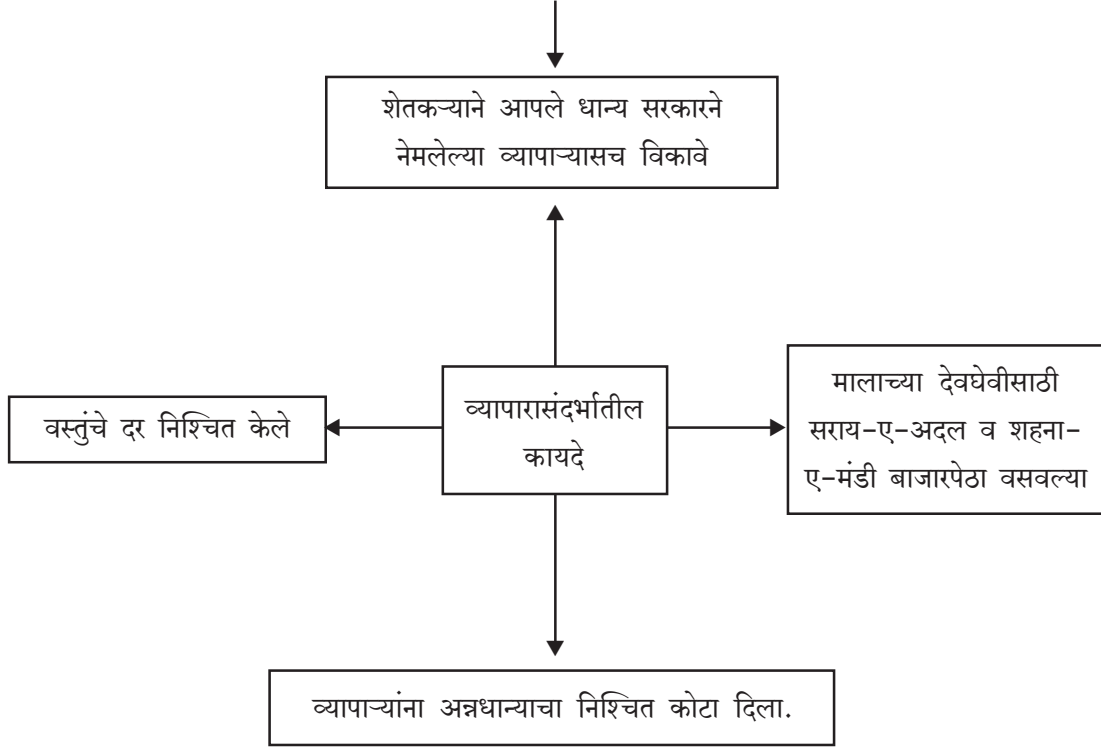 शेतकऱ्याने आपले धान्य सरकारने
नेमलेल्या व्यापाऱ्यासच विकावे
वस्तुंचे दर निश्चित केले
व्यापारासंदर्भातील
कायदे
मालाच्या देवघेवीसाठी
सराय-ए-अदल व शहना-
ए-मंडी बाजारपेठा वसवल्या
व्यापाऱ्यांना अन्नधान्याचा निश्चित कोटा दिला.